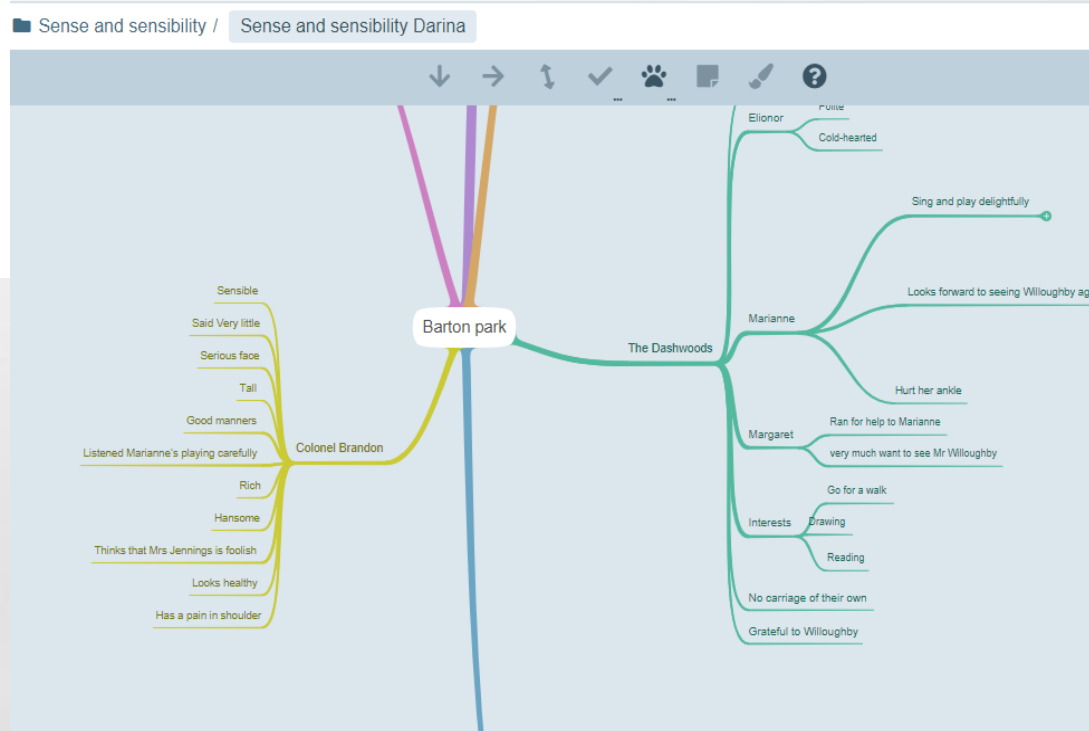 Sense and sensibility / Sense and sensibility Darina
Elionor
Polite
Cold-hearted
Sing and play delightfully
Looks forward to seeing Willoughby ag
Marianne
Hurt her ankle
The Dashwoods
Margaret
Ran for help to Marianne
very much want to see Mr Willoughby
Interests
Go for a walk
Drawing
Reading
No carriage of their own
Grateful to Willoughby
Barton park
Colonel Brandon
Sensible
Said Very little
Serious face
Tall
Good manners
Listened Marianne's playing carefully
Rich
Hansome
Thinks that Mrs Jennings is foolish
Looks healthy
Has a pain in shoulder